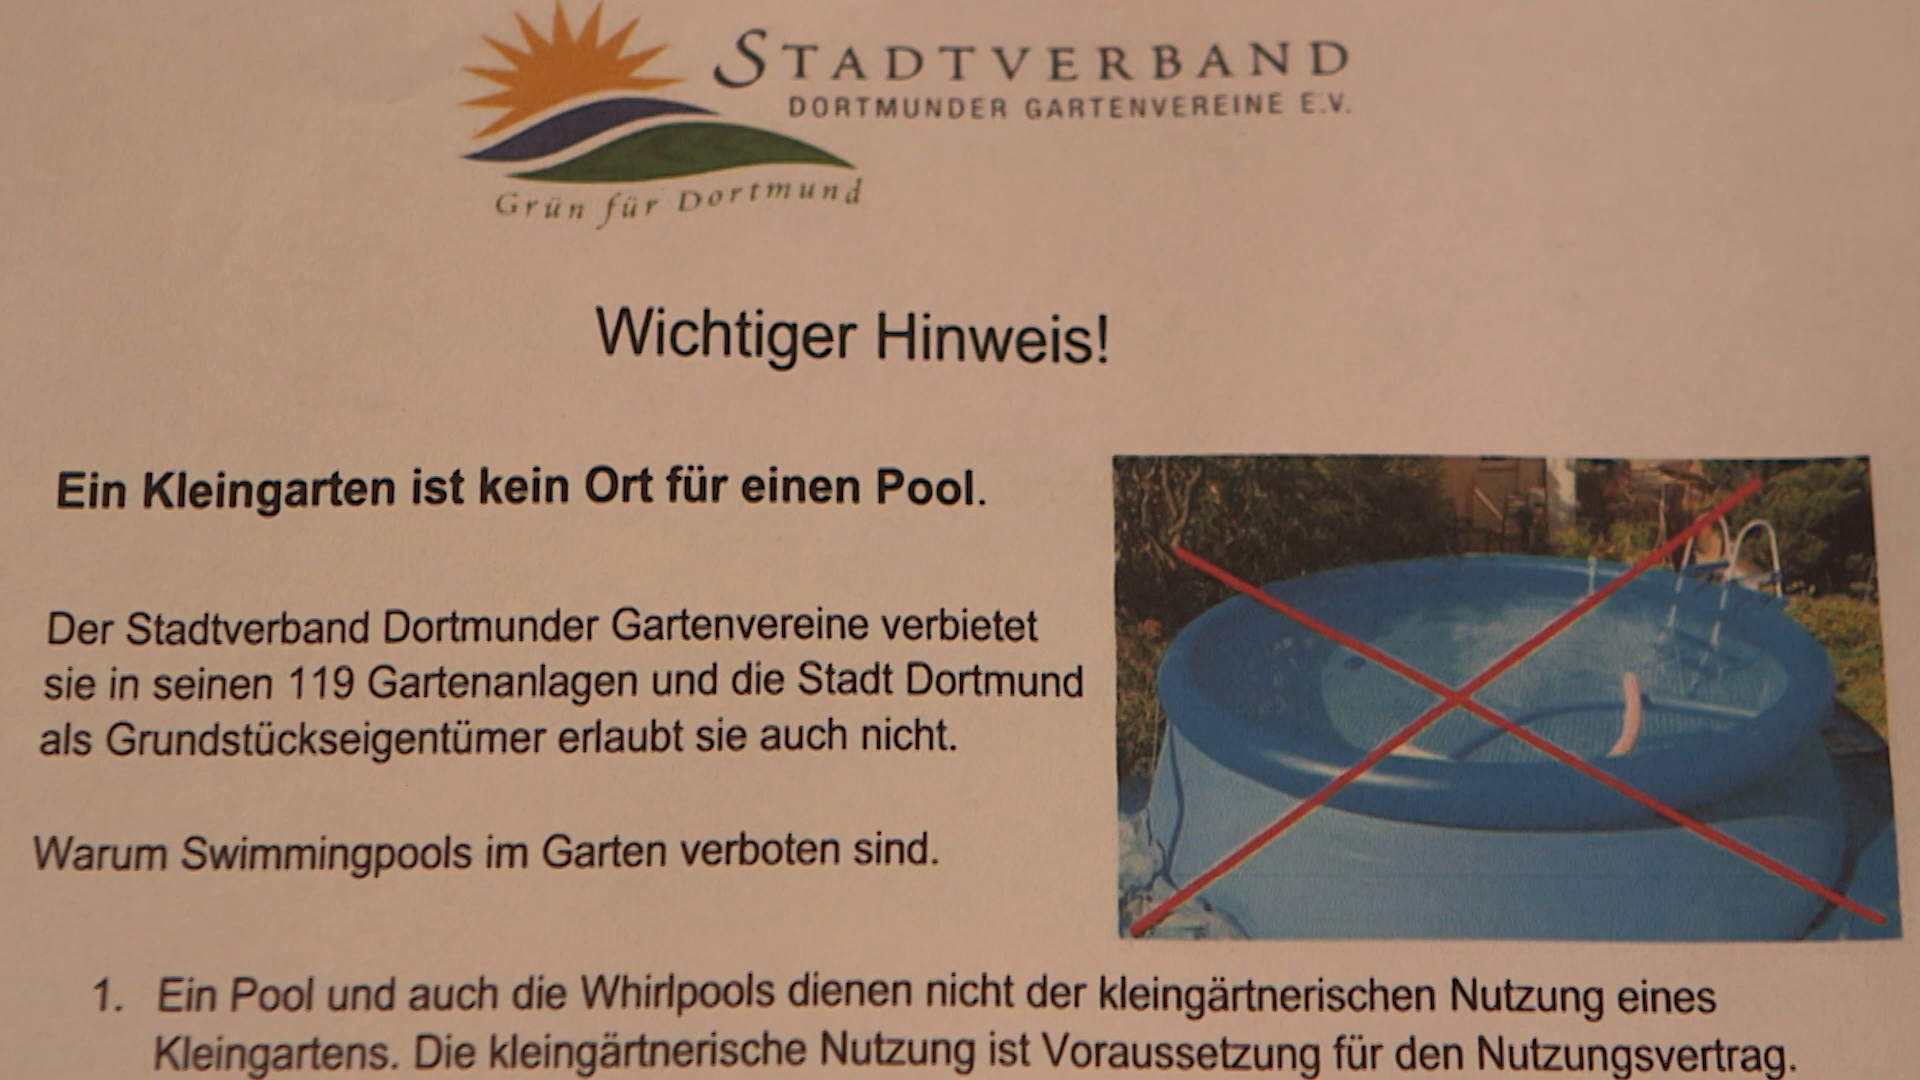 STADTVERBAND
DORTMUNDER GARTENVEREINE E.V.
Grün für Dortmund
Wichtiger Hinweis!
Ein Kleingarten ist kein Ort für einen Pool.
Der Stadtverband Dortmunder Gartenvereine verbietet
sie in seinen 119 Gartenanlagen und die Stadt Dortmund
als Grundstückseigentümer erlaubt sie auch nicht.
Warum Swimmingpools im Garten verboten sind.
1. Ein Pool und auch die Whirlpools dienen nicht der kleingärtnerischen Nutzung eines
Kleingartens. Die kleingärtnerische Nutzung ist Voraussetzung für den Nutzungsvertrag.